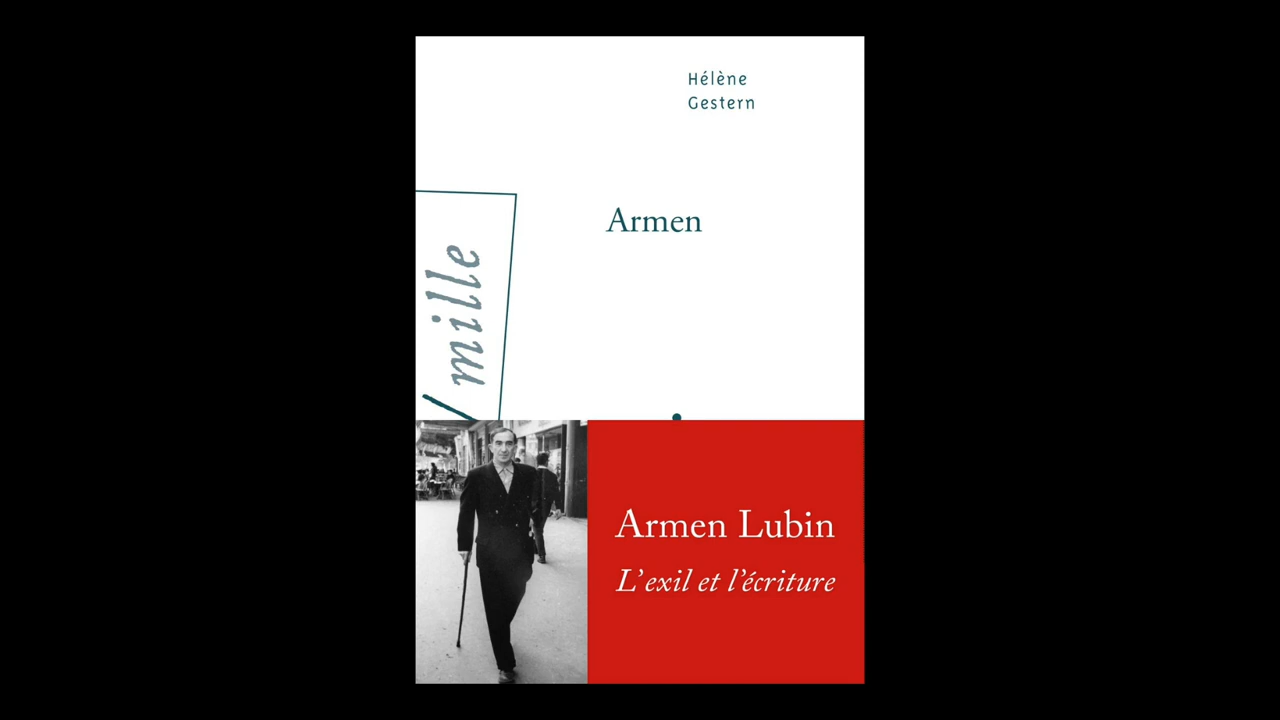 Hélène
Gestern
Armen
/mille
Armen Lubin
L'exil et l'écriture